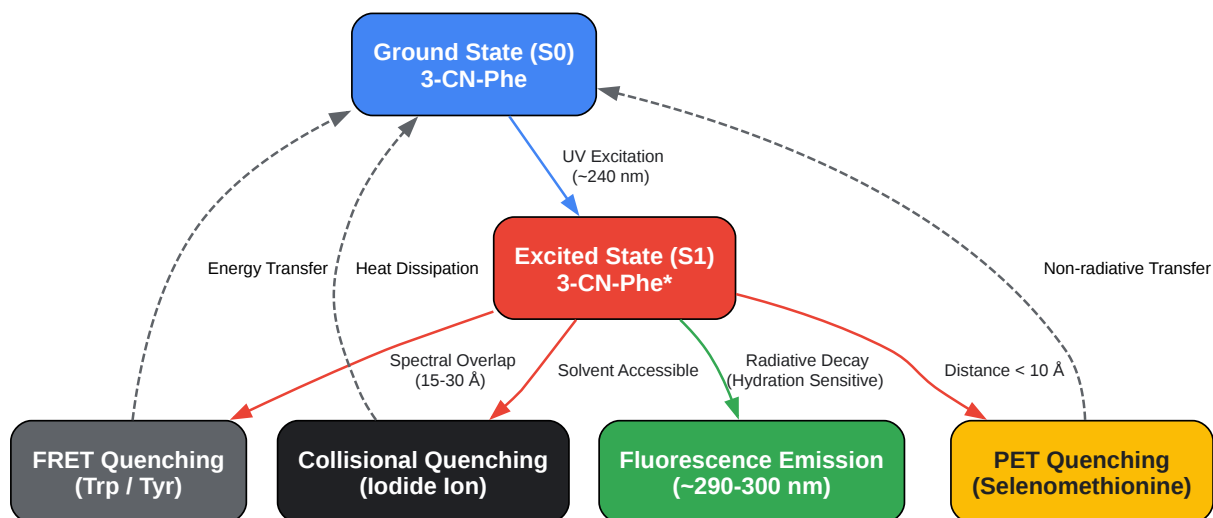 Ground State (S0)
3-CN-Phe
UV Excitation
(~240 nm)
Excited State (S1)
3-CN-Phe*
Energy Transfer
Heat Dissipation
Non-radiative Transfer
Spectral Overlap
(15-30 Å)
Solvent Accessible
Radiative Decay
(Hydration Sensitive)
Distance < 10 Å
FRET Quenching
(Trp / Tyr)
Collisional Quenching
(Iodide Ion)
Fluorescence Emission
(~290-300 nm)
PET Quenching
(Selenomethionine)